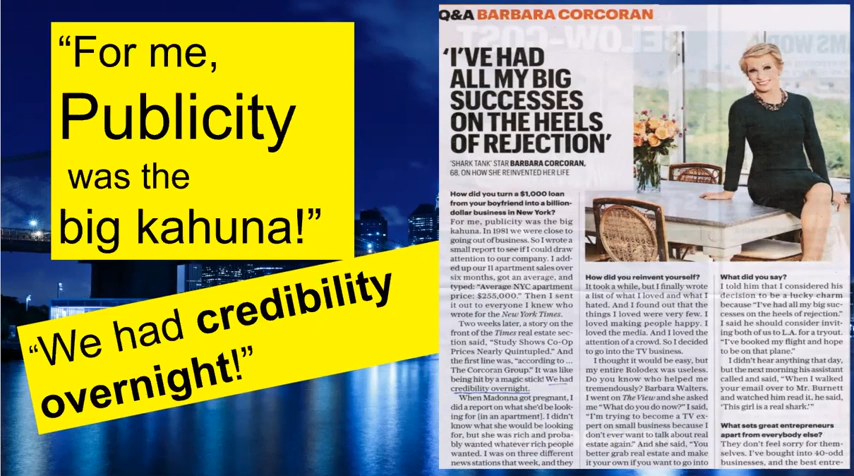 “For me,
Publicity
was the
big kahuna!”
“We had credibility
overnight!”
Q&A BARBARA CORCORAN
‘I’VE HAD
ALL MY BIG
SUCCESSES
ON THE HEELS
OF REJECTION’
‘SHARK TANK’ STAR BARBARA CORCORAN,
68, ON HOW SHE REINVENTED HER LIFE
How did you turn a $1,000 loan
from your boyfriend into a billion-
dollar business in New York?
For me, publicity was the big
kahuna. In 1981 we were close to
going out of business. So I wrote a
small report to see if I could draw
attention to our company. I add-
ed up our 11 apartment sales over
six months, got an average, and
typed: “Average NYC apartment
price: $255,000.” Then I sent
it out to everyone I knew who
wrote for the New York Times.
Two weeks later, a story on the
front of the Times real estate sec-
tion said, “Study Shows Co-Op
Prices Nearly Quintupled.” And
the first line was, “according to ...
The Corcoran Group.” It was like
being hit by a magic stick! We had
credibility overnight.
When Madonna got pregnant, I
did a report on what she’d be look-
ing for [in an apartment]. I didn’t
know what she would be looking
for, but she was rich and proba-
bly wanted whatever rich people
wanted. I was on three different
news stations that week, and they
How did you reinvent yourself?
It took a while, but I finally wrote
a list of what I loved and what I
hated. And I found out that the
things I loved were very few. I
loved making people happy. I
loved the media. And I loved the
attention of a crowd. So I decided
to go into the TV business.
I thought it would be easy, but
my entire Rolodex was useless.
Do you know who helped me
tremendously? Barbara Walters.
I went on The View and she asked
me “What do you do now?” I said,
“I’m trying to become a TV ex-
pert on small business because I
don’t ever want to talk about real
estate again.” And she said, “You
better grab real estate and make
it your own if you want to go into
What did you say?
I told him that I considered his
decision to be a lucky charm
because “I’ve had all my big suc-
cesses on the heels of rejection.”
I said he should consider invit-
ing both of us to L.A. for a tryout.
“I’ve booked my flight and hope
to be on that plane.”
I didn’t hear anything that day,
but the next morning his assistant
called and said, “When I walked
your email over to Mr. Burnett
and watched him read it, he said,
‘This girl is a real shark.’”
What sets great entrepreneurs
apart from everybody else?
They don’t feel sorry for them-
selves. I’ve bought into 40-odd
businesses, and the best entre-